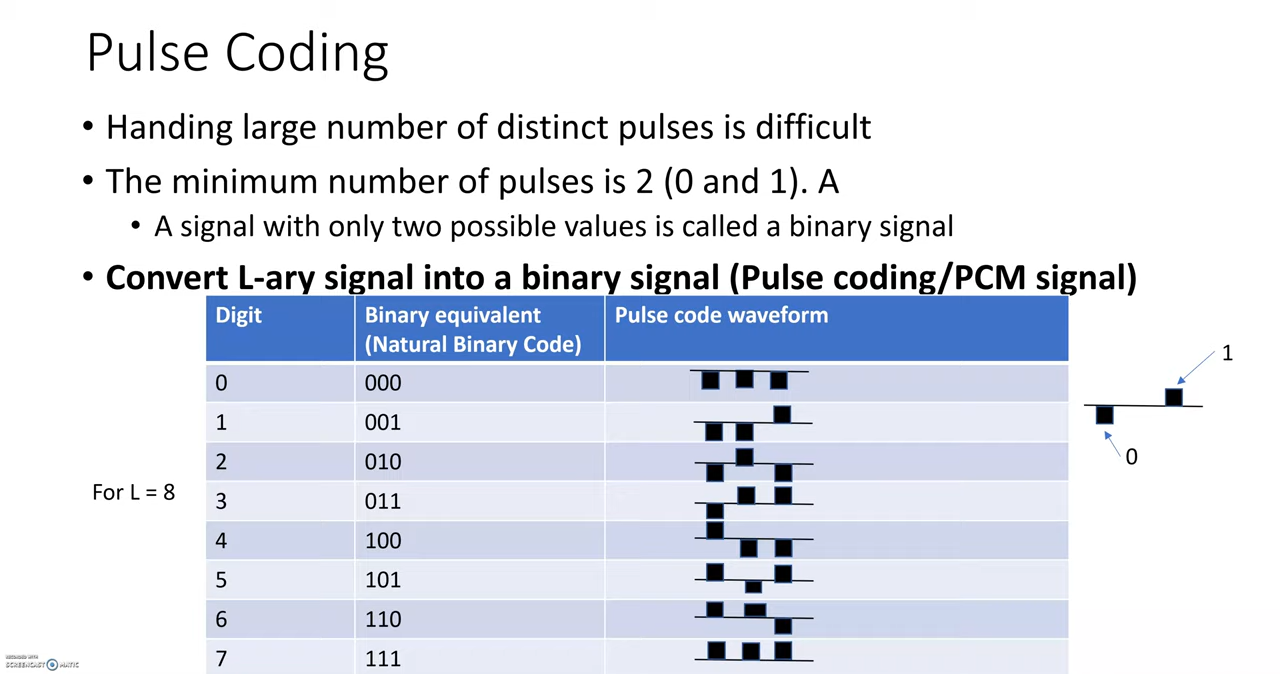 Pulse Coding
• Handing large number of distinct pulses is difficult
• The minimum number of pulses is 2 (0 and 1). A
• A signal with only two possible values is called a binary signal
• Convert L-ary signal into a binary signal (Pulse coding/PCM signal)
Digit Binary equivalent (Natural Binary Code) Pulse code waveform
0 000
1 001
2 010
3 011
4 100
5 101
6 110
7 111
For L = 8
1
0
RECORDED WITH
SCREENCAST MATIC